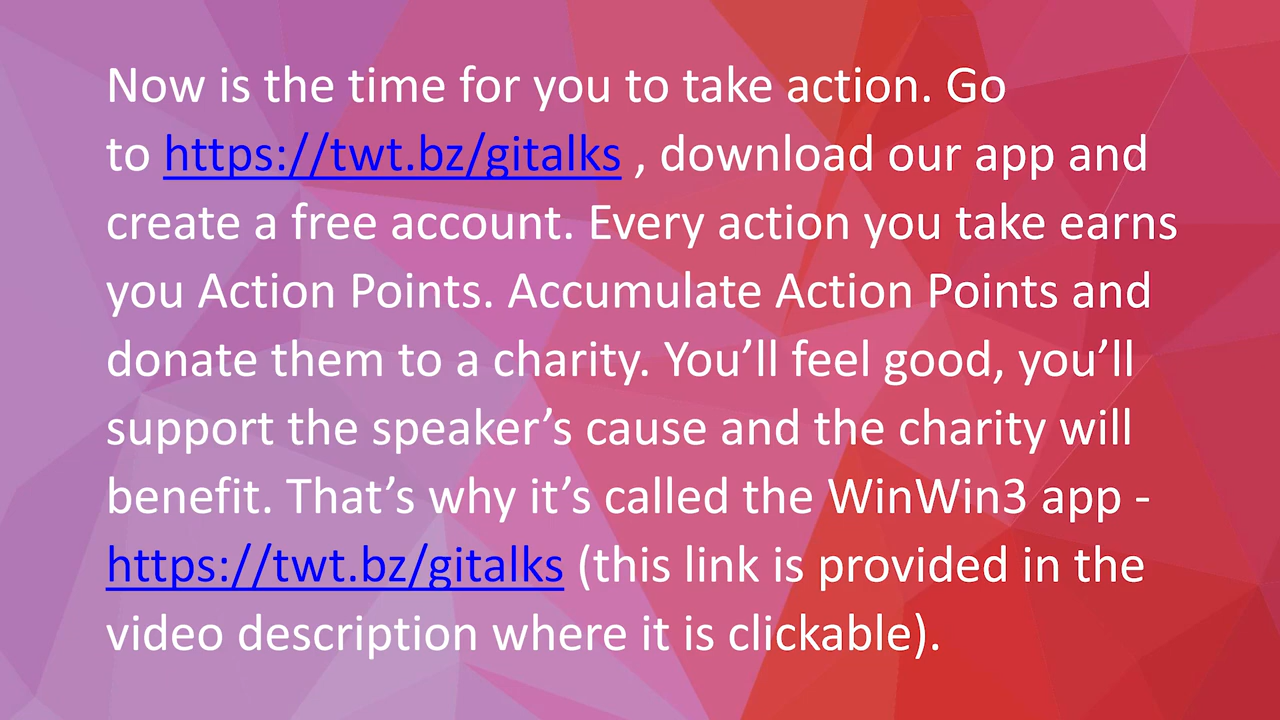 Now is the time for you to take action. Go
to https://twt.bz/gitalks , download our app and
create a free account. Every action you take earns
you Action Points. Accumulate Action Points and
donate them to a charity. You’ll feel good, you’ll
support the speaker’s cause and the charity will
benefit. That’s why it’s called the WinWin3 app -
https://twt.bz/gitalks (this link is provided in the
video description where it is clickable).